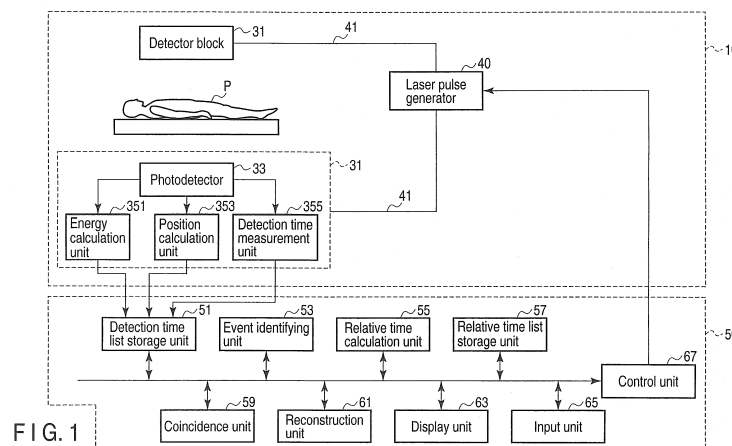 Detector block
31
41
Laser pulse
generator
40
P
31
Photodetector
33
41
Energy
calculation
unit
351
Position
calculation
unit
353
Detection time
measurement
unit
355
Detection time
list storage unit
51
Event identifying
unit
53
Relative time
calculation unit
55
Relative time list
storage unit
57
Control unit
67
Coincidence unit
59
Reconstruction
unit
61
Display unit
63
Input unit
65
FIG. 1